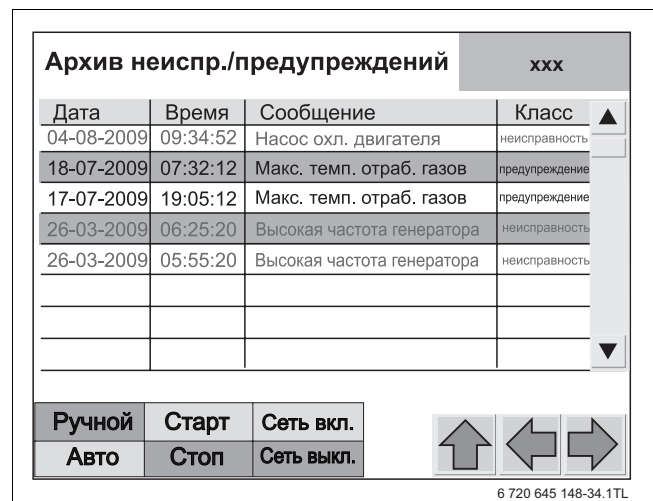 Архив неиспр./предупреждений xxx
Дата Время Сообщение Класс
04-08-2009 09:34:52 Насос охл. двигателя неисправность
18-07-2009 07:32:12 Макс. темп. отраб. газов предупреждение
17-07-2009 19:05:12 Макс. темп. отраб. газов предупреждение
26-03-2009 06:25:20 Высокая частота генератора неисправность
26-03-2009 05:55:20 Высокая частота генератора неисправность
Ручной Старт Сеть вкл.
Авто Стоп Сеть выкл.
6 720 645 148-34.1TL